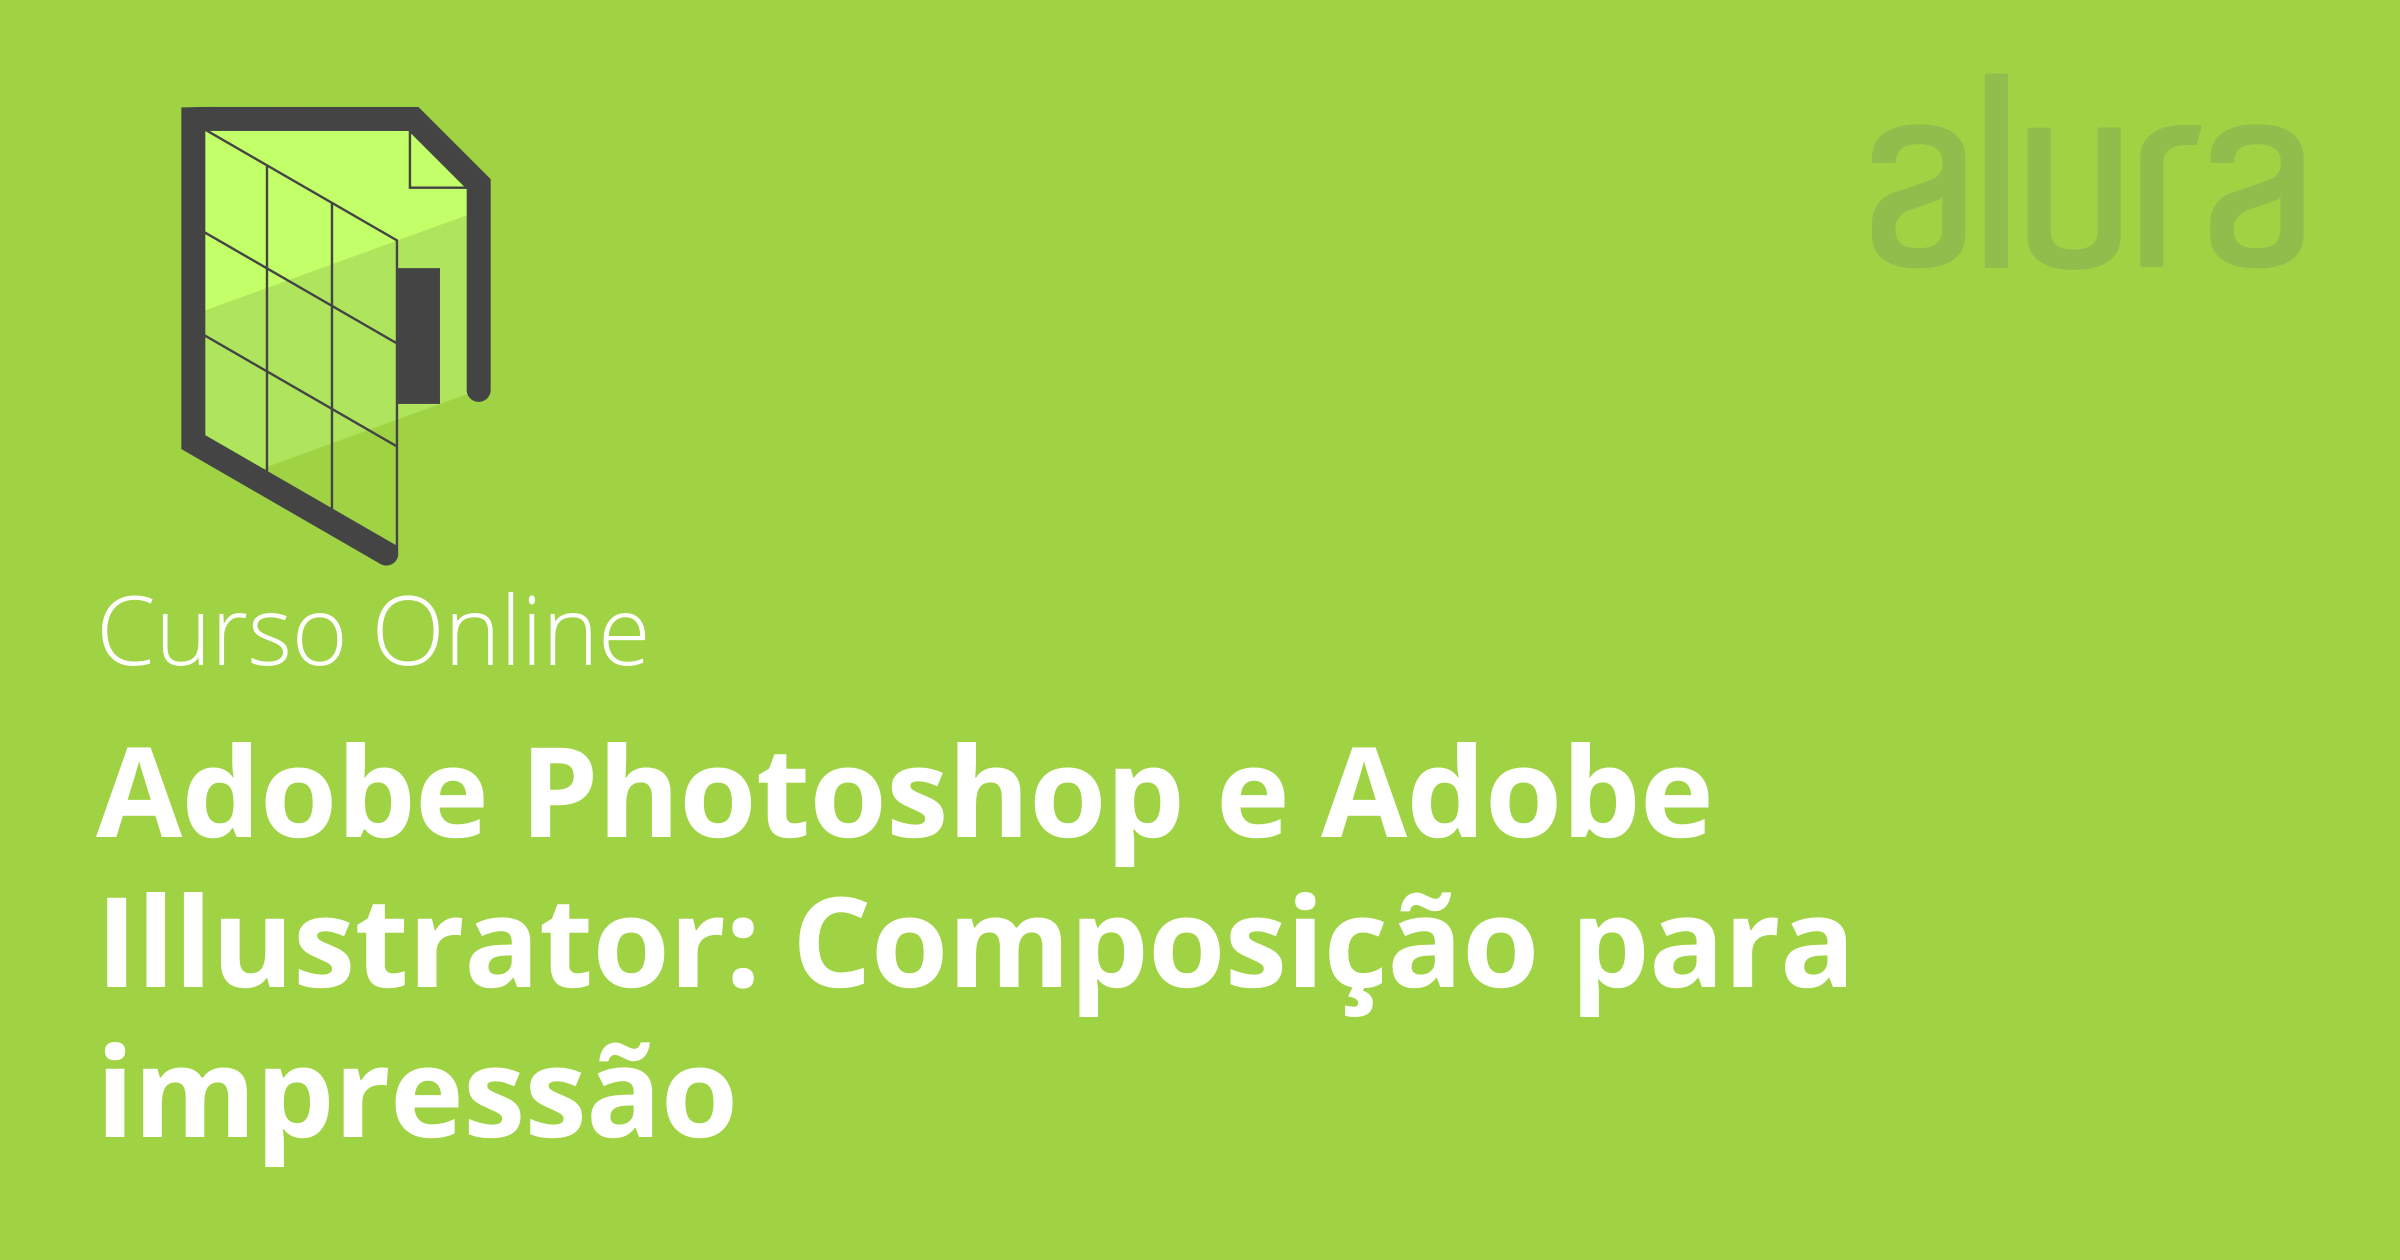 alura
Curso Online
Adobe Photoshop e Adobe
Illustrator: Composição para
impressão